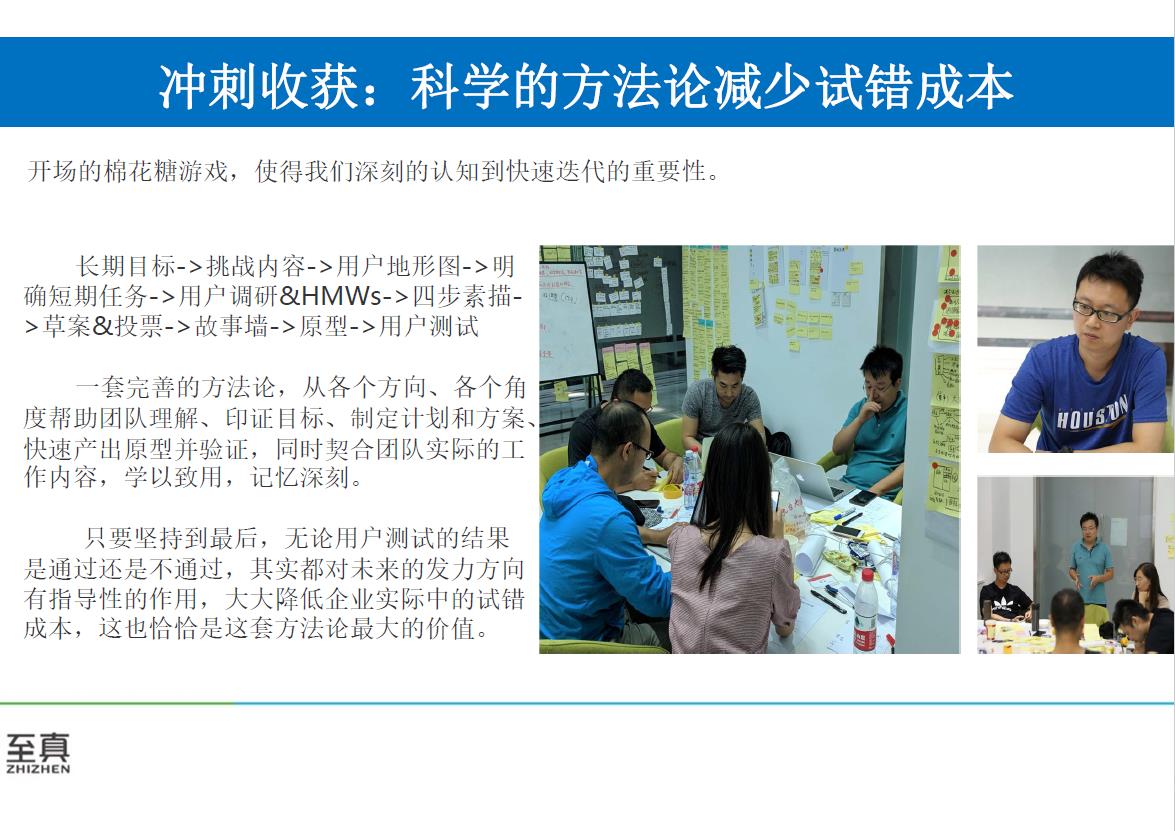 冲刺收获：科学的方法论减少试错成本
开场的棉花糖游戏，使得我们深刻的认知到快速迭代的重要性。
长期目标->挑战内容->用户地形图->明
确短期任务->用户调研&HMWs->四步素描-
>草案&投票->故事墙->原型->用户测试
一套完善的方法论，从各个方向、各个角
度帮助团队理解、印证目标、制定计划和方案、
快速产出原型并验证，同时契合团队实际的工
作内容，学以致用，记忆深刻。
只要坚持到最后，无论用户测试的结果
是通过还是不通过，其实都对未来的发力方向
有指导性的作用，大大降低企业实际中的试错
成本，这也恰恰是这套方法论最大的价值。
HOUSTON
至真
ZHIZHEN